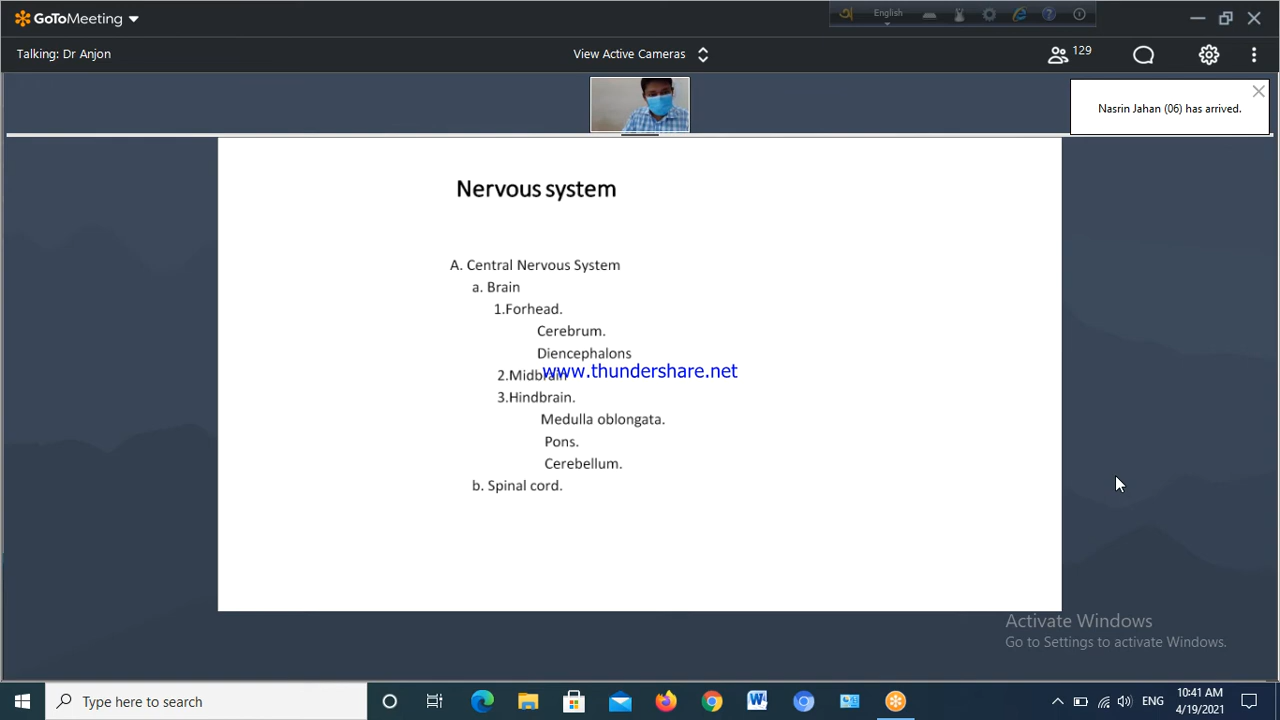 GoToMeeting
English
Talking: Dr Anjon
View Active Cameras
129
Nasrin Jahan (06) has arrived.
Nervous system
A. Central Nervous System
a. Brain
1.Forhead.
Cerebrum.
Diencephalons
www.thundershare.net
2.Midbrain
3.Hindbrain.
Medulla oblongata.
Pons.
Cerebellum.
b. Spinal cord.
Activate Windows
Go to Settings to activate Windows.
Type here to search
ENG
10:41 AM
4/19/2021